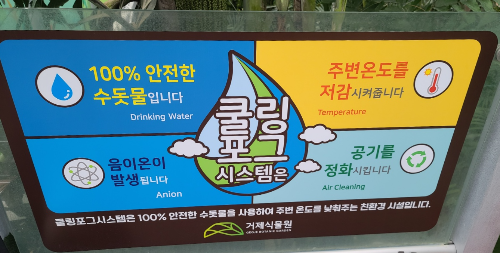 100% 안전한
수돗물입니다
Drinking Water
주변온도를
저감시켜줍니다
Temperature
쿨링
포그
시스템은
음이온이
발생됩니다
Anion
공기를
정화시킵니다
Air Cleaning
쿨링포그시스템은 100% 안전한 수돗물을 사용하여 주변 온도를 낮춰주는 친환경 시설입니다.
거제식물원
GEOJE BOTANIC GARDEN